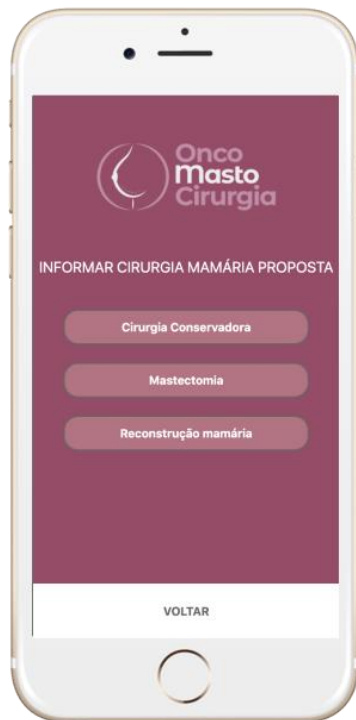 Onco
Masto
Cirurgia
INFORMAR CIRURGIA MAMÁRIA PROPOSTA
Cirurgia Conservadora
Mastectomia
Reconstrução mamária
VOLTAR